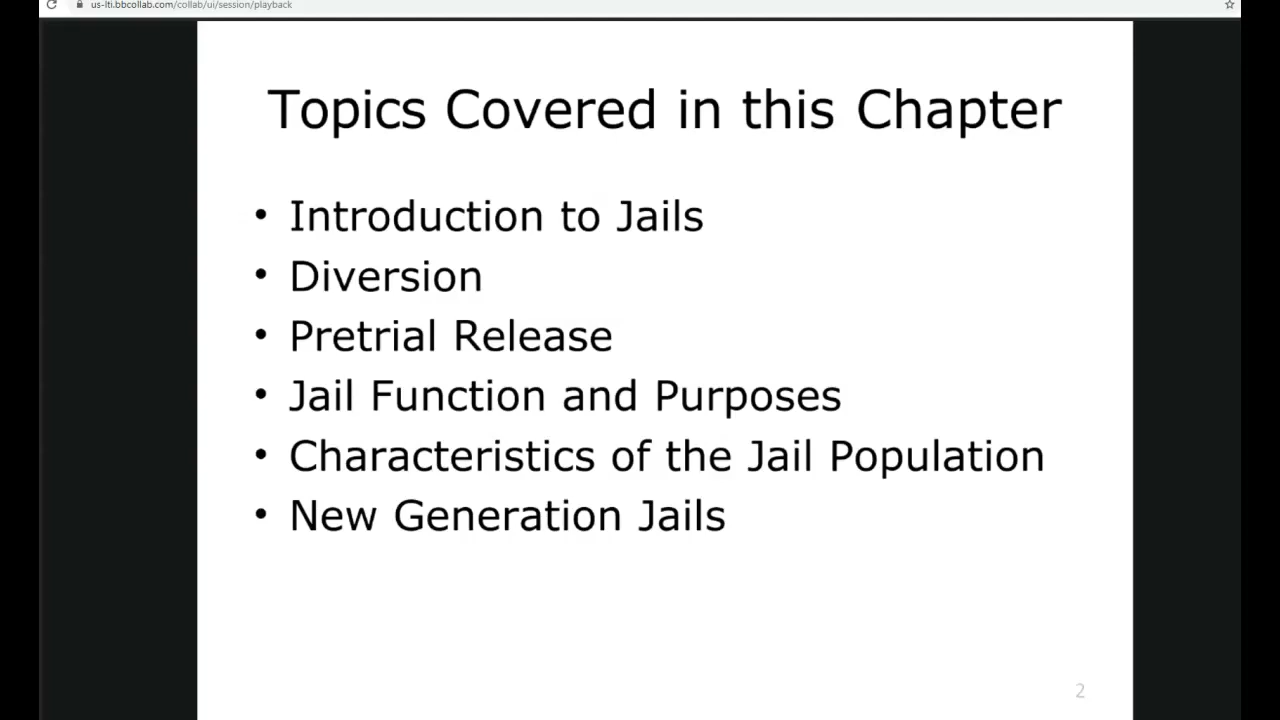 us-lti.bbcollab.com/collab/ui/session/playback
Topics Covered in this Chapter
• Introduction to Jails
• Diversion
• Pretrial Release
• Jail Function and Purposes
• Characteristics of the Jail Population
• New Generation Jails
2